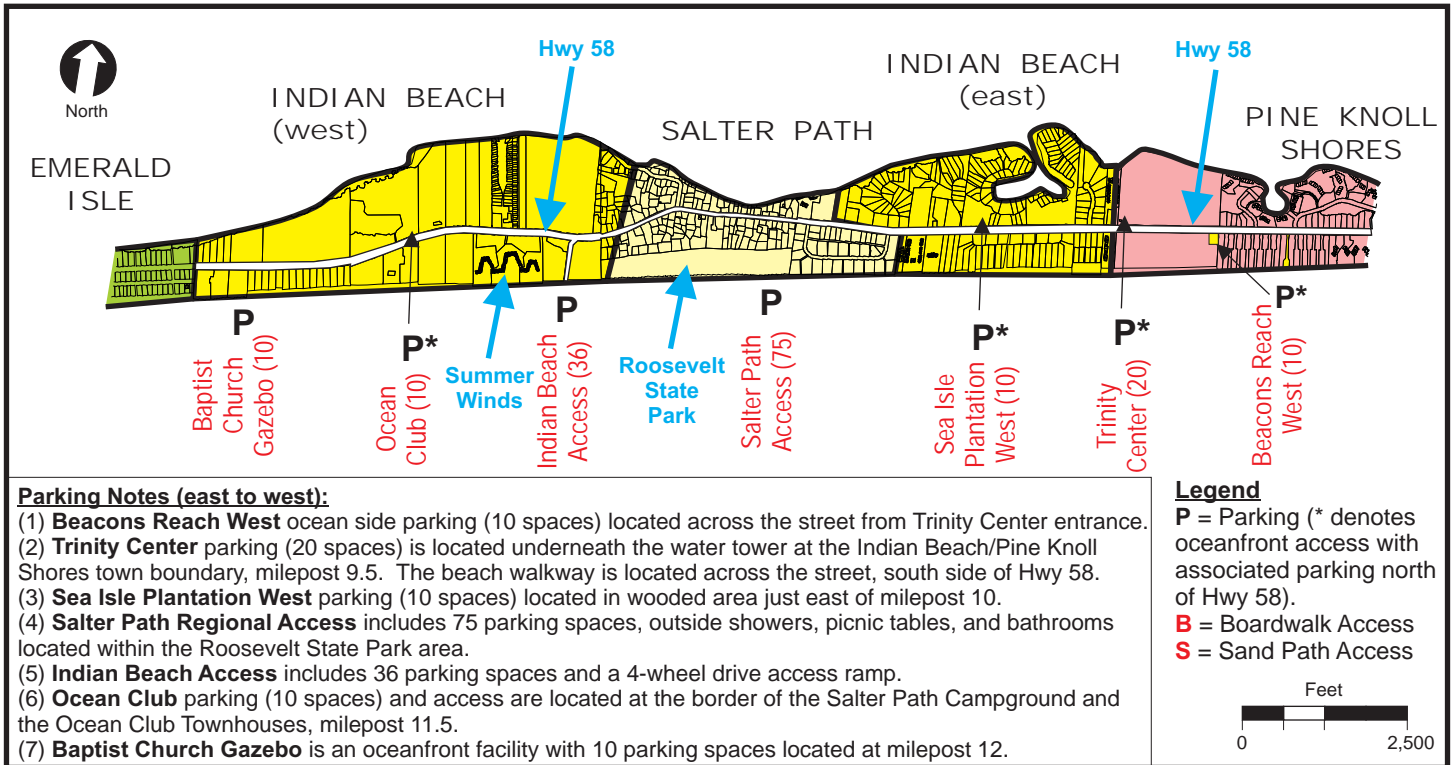 North
Hwy 58
Hwy 58
INDIAN BEACH
(west)
INDIAN BEACH
(east)
SALTER PATH
PINE KNOLL
SHORES
EMERALD
ISLE
P
Baptist
Church
Gazebo (10)
P*
Ocean
Club (10)
Summer
Winds
P
Indian Beach
Access (36)
Roosevelt
State
Park
P
Salter Path
Access (75)
P*
Sea Isle
Plantation
West (10)
P*
Trinity
Center (20)
P*
Beacons Reach
West (10)
Parking Notes (east to west):
(1) Beacons Reach West ocean side parking (10 spaces) located across the street from Trinity Center entrance.
(2) Trinity Center parking (20 spaces) is located underneath the water tower at the Indian Beach/Pine Knoll
Shores town boundary, milepost 9.5. The beach walkway is located across the street, south side of Hwy 58.
(3) Sea Isle Plantation West parking (10 spaces) located in wooded area just east of milepost 10.
(4) Salter Path Regional Access includes 75 parking spaces, outside showers, picnic tables, and bathrooms
located within the Roosevelt State Park area.
(5) Indian Beach Access includes 36 parking spaces and a 4-wheel drive access ramp.
(6) Ocean Club parking (10 spaces) and access are located at the border of the Salter Path Campground and
the Ocean Club Townhouses, milepost 11.5.
(7) Baptist Church Gazebo is an oceanfront facility with 10 parking spaces located at milepost 12.
Legend
P = Parking (* denotes
oceanfront access with
associated parking north
of Hwy 58).
B = Boardwalk Access
S = Sand Path Access
Feet
0 2,500